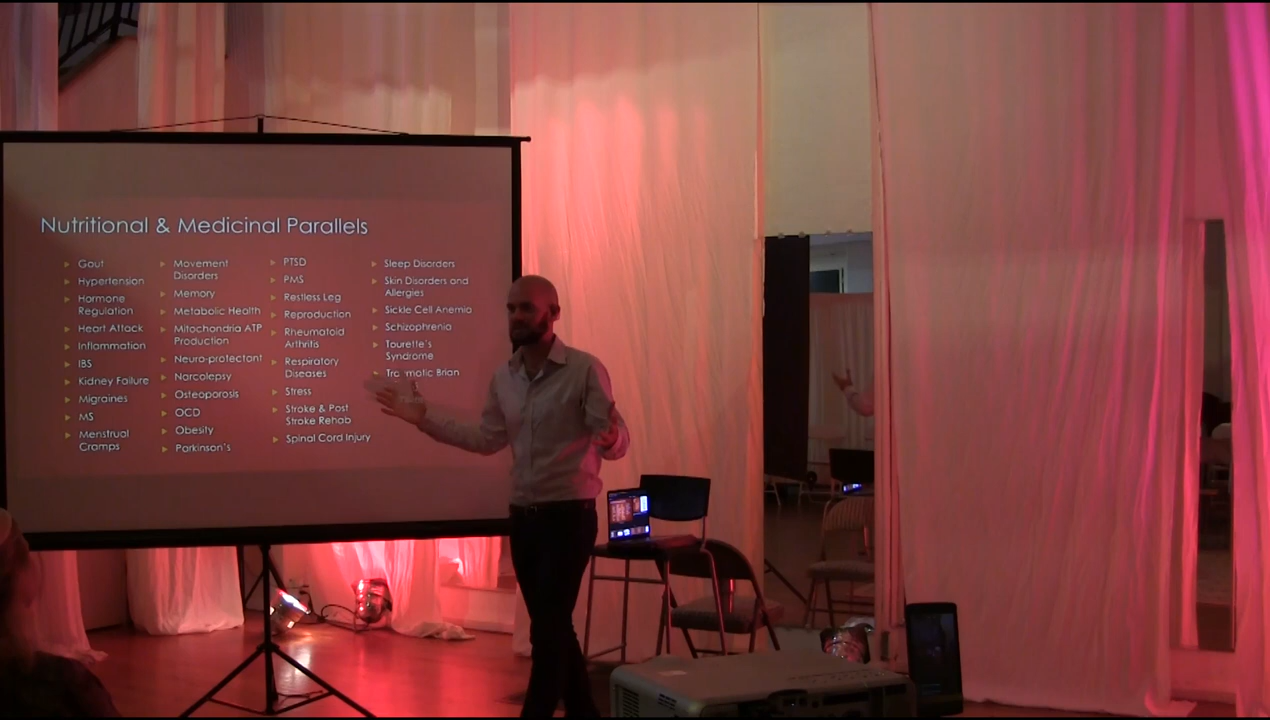 Nutritional & Medicinal Parallels
Gout
Hypertension
Hormone
Regulation
Heart Attack
Inflammation
IBS
Kidney Failure
Migraines
MS
Menstrual
Cramps
Movement
Disorders
Memory
Metabolic Health
Mitochondria ATP
Production
Neuro-protectant
Narcolepsy
Osteoporosis
OCD
Obesity
Parkinson's
PTSD
PMS
Restless Leg
Reproduction
Rheumatoid
Arthritis
Respiratory
Diseases
Stress
Stroke & Post
Stroke Rehab
Spinal Cord Injury
Sleep Disorders
Skin Disorders and
Allergies
Sickle Cell Anemia
Schizophrenia
Tourette's
Syndrome
Traumatic Brian